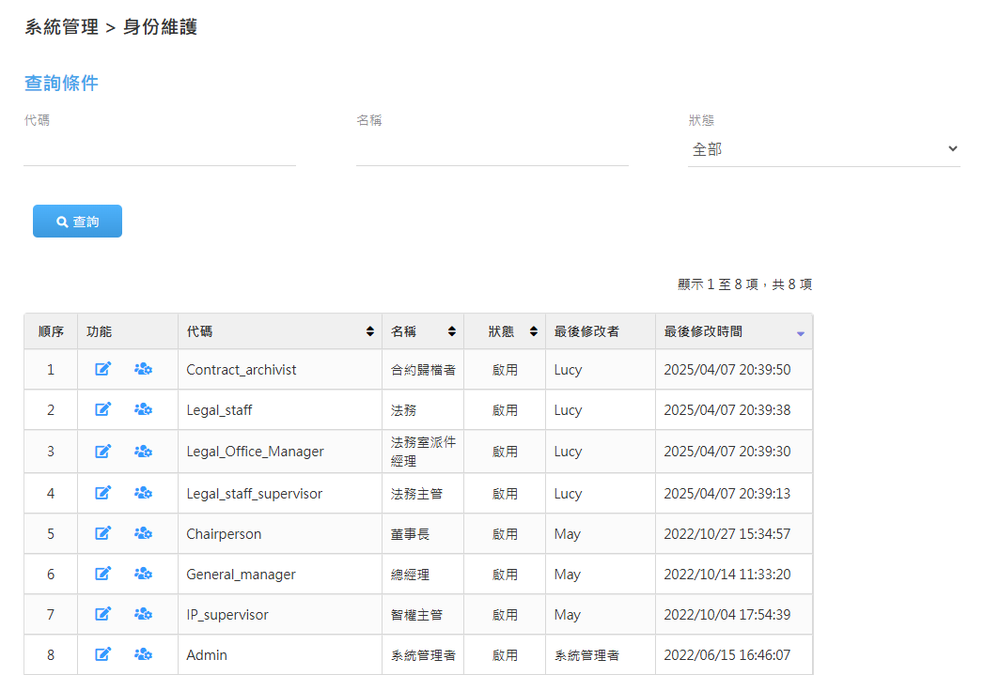 系統管理 > 身份維護
查詢條件
代碼 名稱 狀態
全部
查詢
顯示 1 至 8 項，共 8 項
順序 功能 代碼 名稱 狀態 最後修改者 最後修改時間
1 Contract_archivist 合約歸檔者 啟用 Lucy 2025/04/07 20:39:50
2 Legal_staff 法務 啟用 Lucy 2025/04/07 20:39:38
3 Legal_Office_Manager 法務室派件經理 啟用 Lucy 2025/04/07 20:39:30
4 Legal_staff_supervisor 法務主管 啟用 Lucy 2025/04/07 20:39:13
5 Chairperson 董事長 啟用 May 2022/10/27 15:34:57
6 General_manager 總經理 啟用 May 2022/10/14 11:33:20
7 IP_supervisor 智權主管 啟用 May 2022/10/04 17:54:39
8 Admin 系統管理者 啟用 系統管理者 2022/06/15 16:46:07